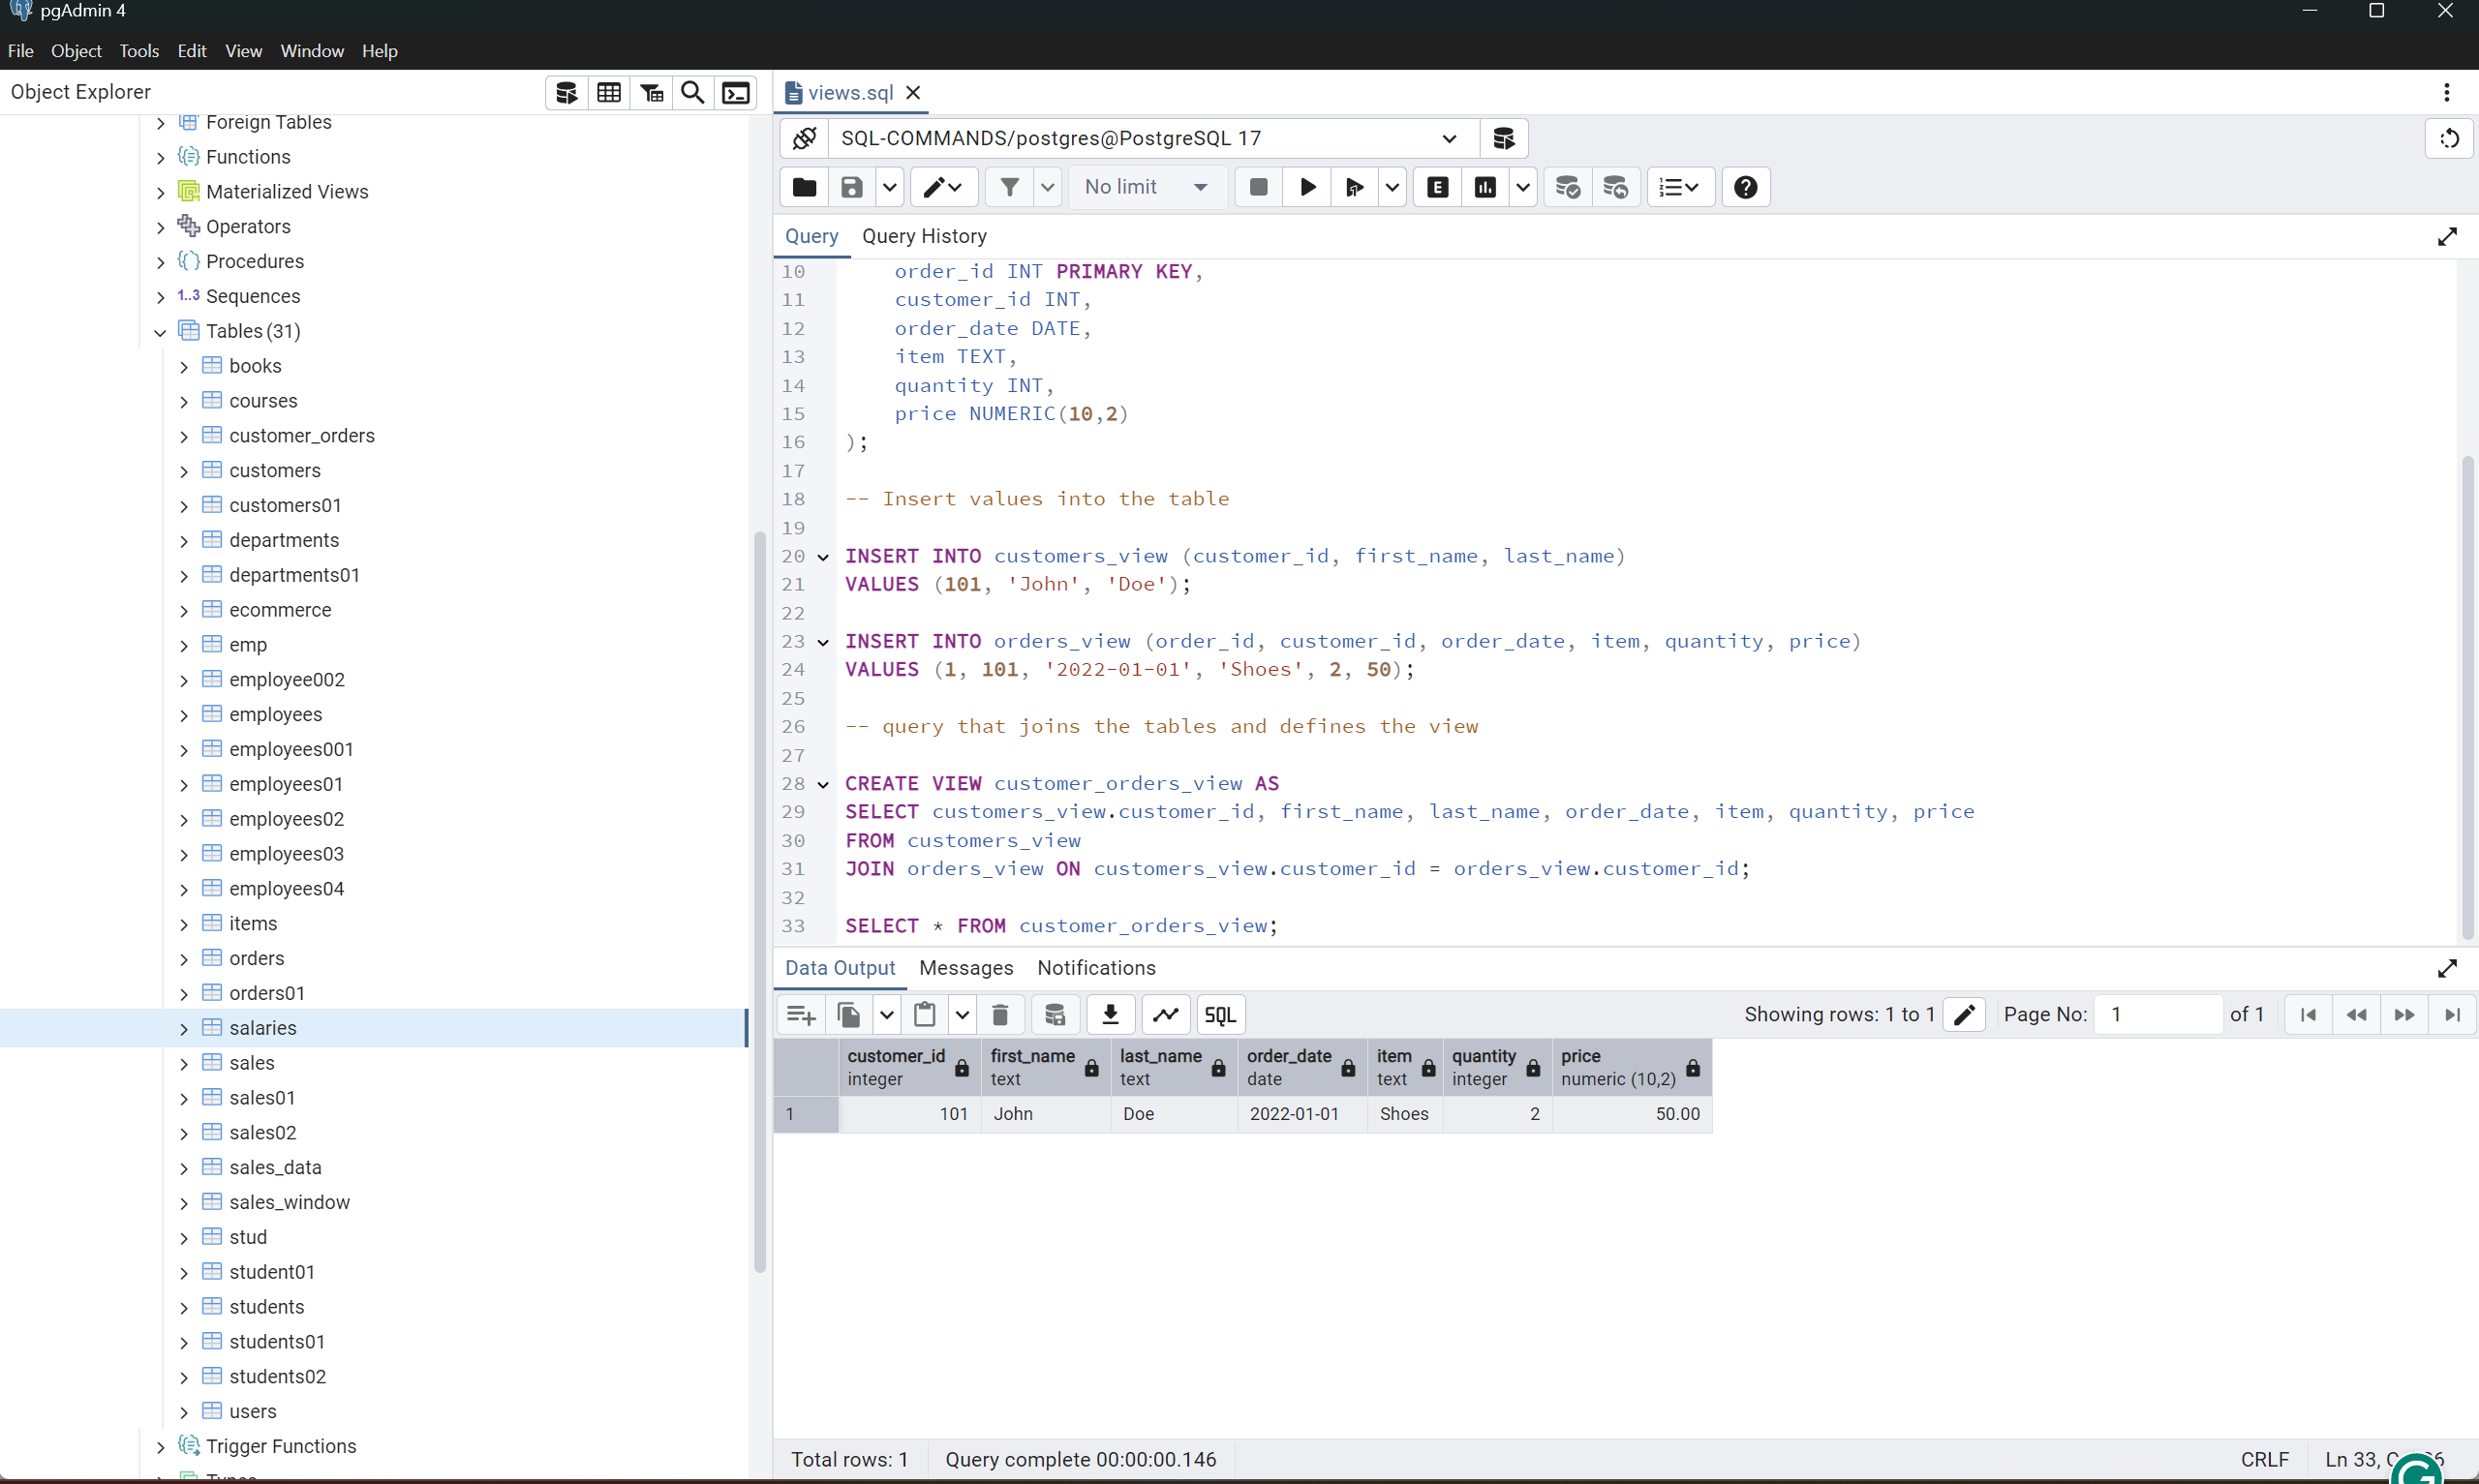 pgAdmin 4
File Object Tools Edit View Window Help
Object Explorer
Foreign Tables
Functions
Materialized Views
Operators
Procedures
1..3 Sequences
Tables (31)
books
courses
customer_orders
customers
customers01
departments
departments01
ecommerce
emp
employee002
employees
employees001
employees01
employees02
employees03
employees04
items
orders
orders01
salaries
sales
sales01
sales02
sales_data
sales_window
stud
student01
students
students01
students02
users
Trigger Functions
views.sql
SQL-COMMANDS/postgres@PostgreSQL 17
No limit
E
Query Query History
10 order_id INT PRIMARY KEY,
11 customer_id INT,
12 order_date DATE,
13 item TEXT,
14 quantity INT,
15 price NUMERIC(10,2)
16 );
17
18 -- Insert values into the table
19
20 INSERT INTO customers_view (customer_id, first_name, last_name)
21 VALUES (101, 'John', 'Doe');
22
23 INSERT INTO orders_view (order_id, customer_id, order_date, item, quantity, price)
24 VALUES (1, 101, '2022-01-01', 'Shoes', 2, 50);
25
26 -- query that joins the tables and defines the view
27
28 CREATE VIEW customer_orders_view AS
29 SELECT customers_view.customer_id, first_name, last_name, order_date, item, quantity, price
30 FROM customers_view
31 JOIN orders_view ON customers_view.customer_id = orders_view.customer_id;
32
33 SELECT * FROM customer_orders_view;
Data Output Messages Notifications
SQL Showing rows: 1 to 1 Page No: 1 of 1
customer_id first_name last_name order_date item quantity price
integer text text date text integer numeric (10,2)
1 101 John Doe 2022-01-01 Shoes 2 50.00
Total rows: 1 Query complete 00:00:00.146 CRLF Ln 33,